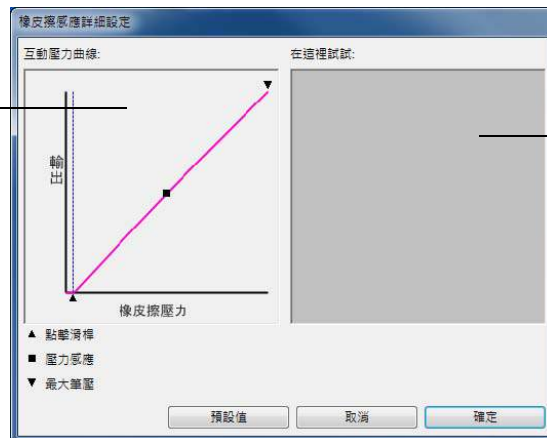 橡皮擦感應詳細設定
互動壓力曲線:
在這裡試試:
輸出
橡皮擦壓力
▲ 點擊滑桿
■ 壓力感應
▼ 最大筆壓
預設值
取消
確定